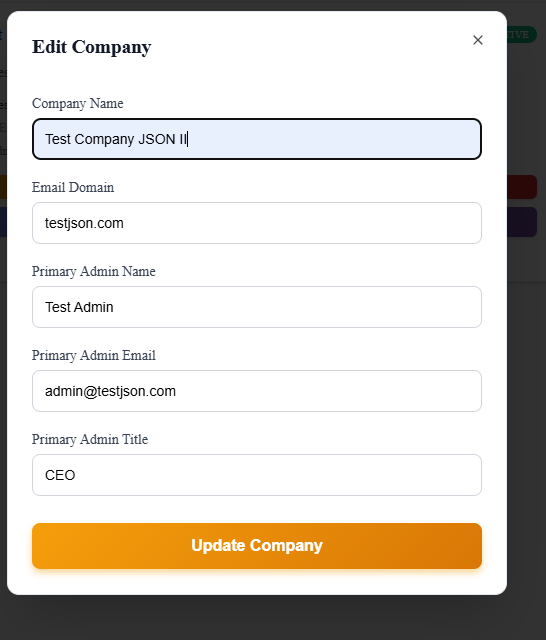 Edit Company
×
Company Name
Test Company JSON II
Email Domain
testjson.com
Primary Admin Name
Test Admin
Primary Admin Email
admin@testjson.com
Primary Admin Title
CEO
Update Company